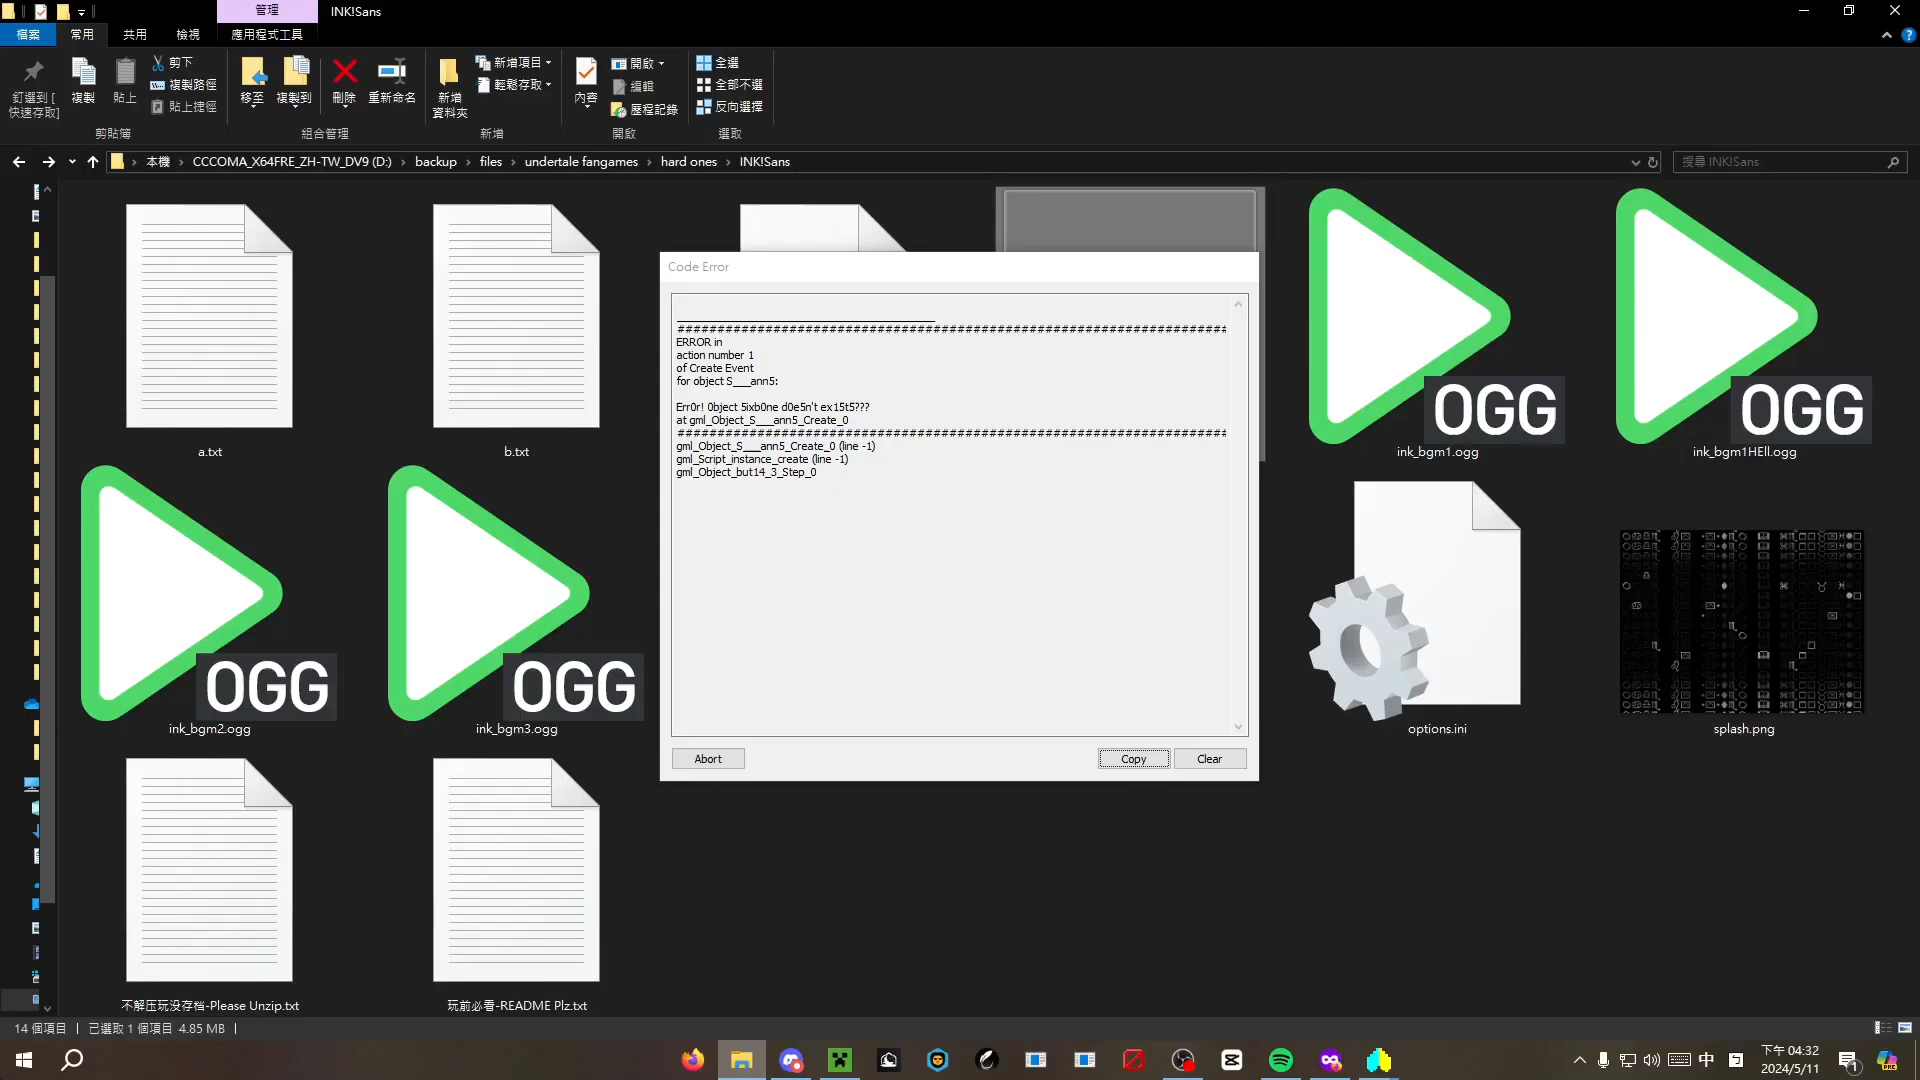 管理
INK!Sans
檔案
常用
共用
檢視
應用程式工具
釘選到 [
快速存取]
複製
貼上
剪下
複製路徑
貼上捷徑
移至
複製到
刪除
重新命名
新增
資料夾
新增項目
輕鬆存取
內容
開啟
編輯
歷程記錄
全選
全部不選
反向選擇
剪貼簿
組合管理
新增
開啟
選取
本機 › CCCOMA_X64FRE_ZH-TW_DV9 (D:) › backup › files › undertale fangames › hard ones › INK!Sans
搜尋 INK!Sans
Code Error
___________________________________________
############################################################################
ERROR in
action number 1
of Create Event
for object S___ann5:
Err0r! 0bject 5ixb0ne d0e5n't ex15t5???
at gml_Object_S___ann5_Create_0
############################################################################
gml_Object_S___ann5_Create_0 (line -1)
gml_Script_instance_create (line -1)
gml_Object_but14_3_Step_0
Abort
Copy
Clear
OGG
OGG
a.txt
b.txt
ink_bgm1.ogg
ink_bgm1HEll.ogg
OGG
OGG
ink_bgm2.ogg
ink_bgm3.ogg
options.ini
splash.png
不解压玩没存档-Please Unzip.txt
玩前必看-README Plz.txt
14 個項目
已選取 1 個項目 4.85 MB
中
下午 04:32
2024/5/11
1
PRE